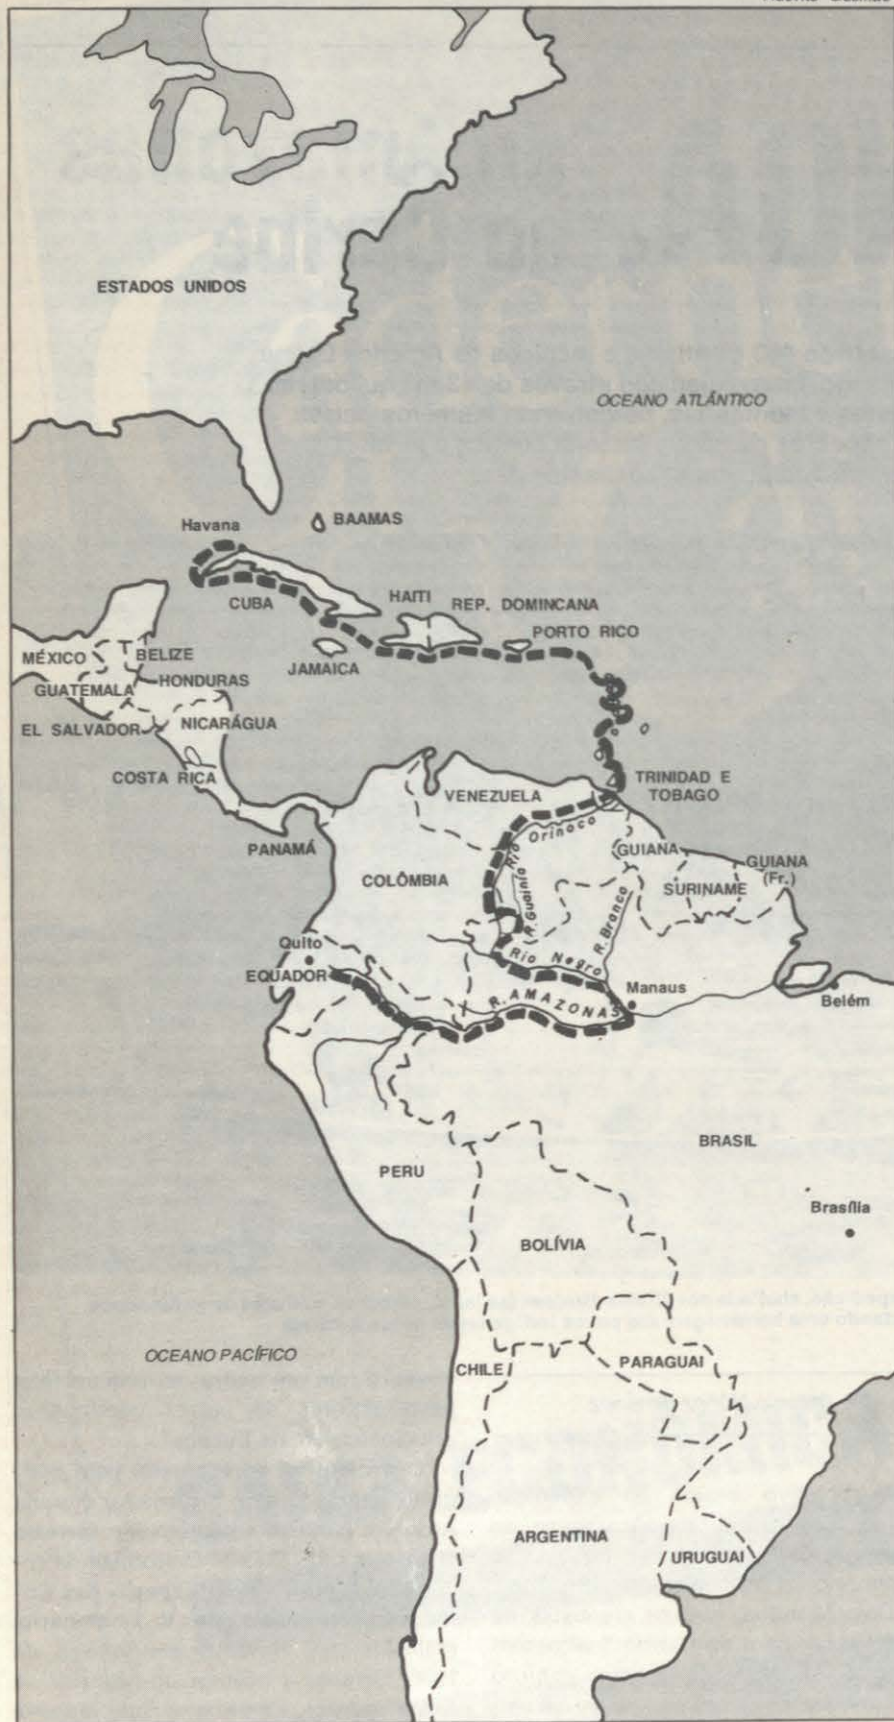 ESTADOS UNIDOS
OCEANO ATLÂNTICO
Havana
BAAMAS
CUBA
HAITI
REP. DOMINCANA
PORTO RICO
JAMAICA
MÉXICO
BELIZE
GUATEMALA
HONDURAS
EL SALVADOR
NICARÁGUA
COSTA RICA
TRINIDAD E
TOBAGO
VENEZUELA
Rio Orinoco
PANAMÁ
GUIANA
GUIANA
(Fr.)
COLÔMBIA
SURINAME
R. Guainía
R. Branco
Quito
Rio Negro
EQUADOR
Manaus
R. AMAZONAS
Belém
BRASIL
PERU
Brasília
BOLÍVIA
OCEANO PACÍFICO
CHILE
PARAGUAI
ARGENTINA
URUGUAI